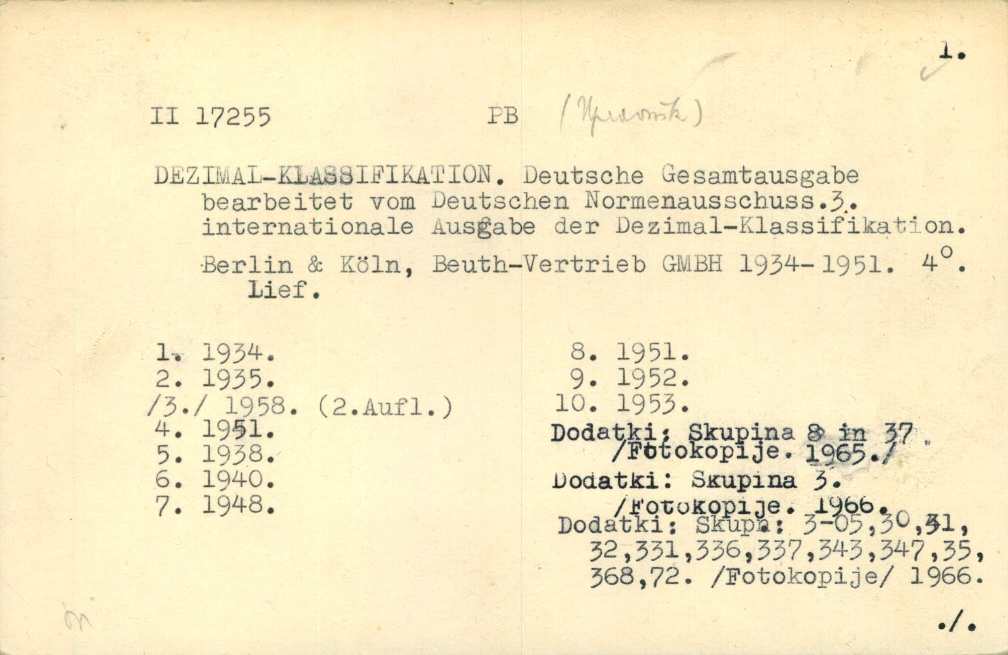 1.
II 17255 PB (Upravnik)
DEZIMAL-KLASSIFIKATION. Deutsche Gesamtausgabe
bearbeitet vom Deutschen Normenausschuss.3.
internationale Ausgabe der Dezimal-Klassifikation.
Berlin & Köln, Beuth-Vertrieb GMBH 1934-1951. 4°.
Lief.
1. 1934.
2. 1935.
/3./ 1958. (2.Aufl.)
4. 1951.
5. 1938.
6. 1940.
7. 1948.
8. 1951.
9. 1952.
10. 1953.
Dodatki: Skupina 8 in 37
/Fotokopije. 1965./
Dodatki: Skupina 3.
/Fotokopije. 1966.
Dodatki: Skupn: 3-05,30,31,
32,331,336,337,343,347,35,
368,72. /Fotokopije/ 1966.
./.